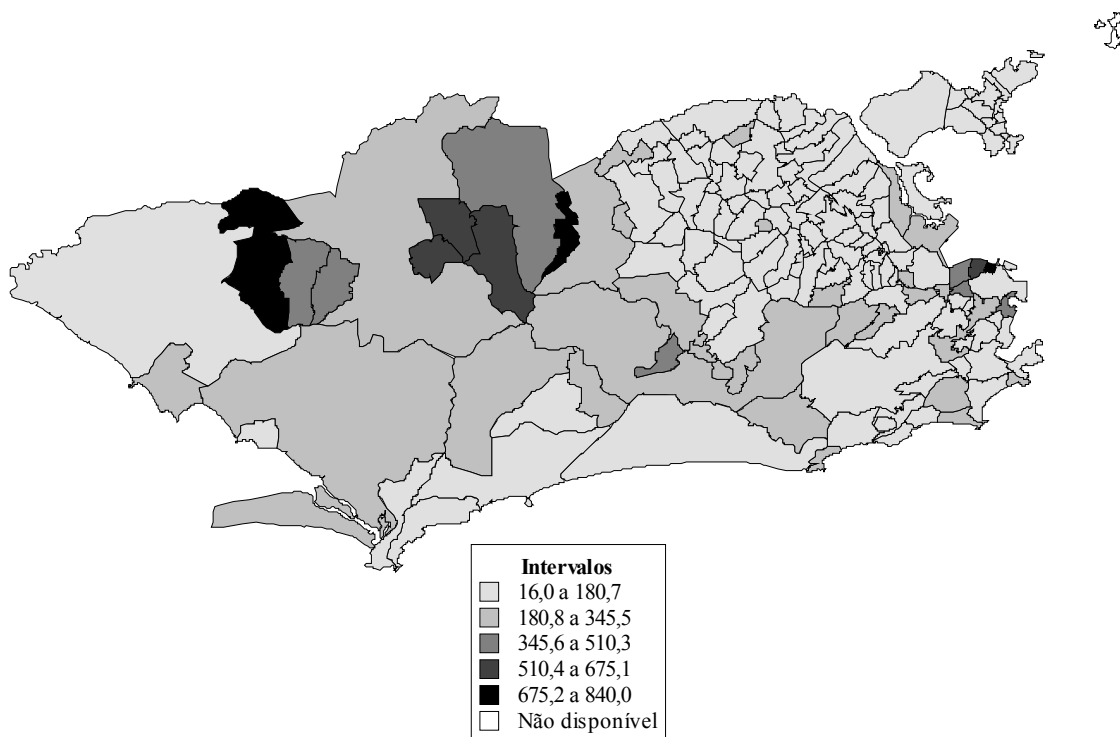 Intervalos
16,0 a 180,7
180,8 a 345,5
345,6 a 510,3
510,4 a 675,1
675,2 a 840,0
Não disponível